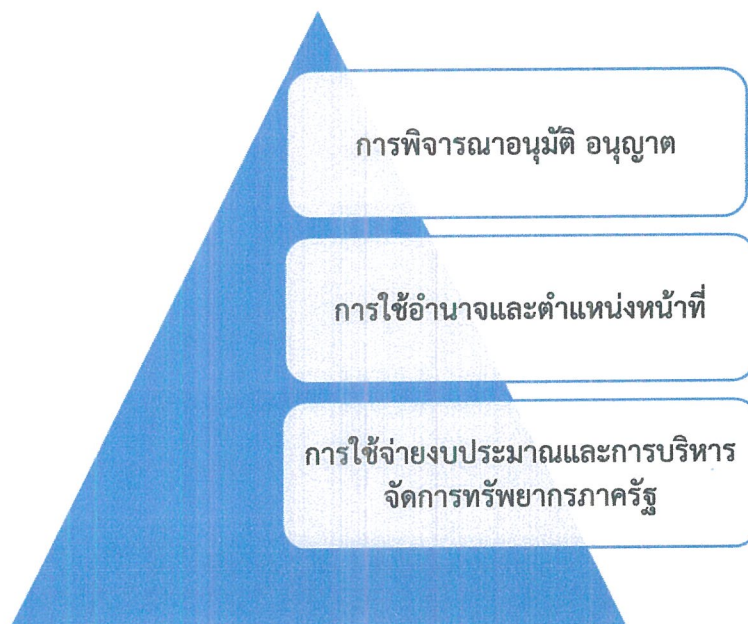 การพิจารณาอนุมัติ อนุญาต
การใช้อำนาจและตำแหน่งหน้าที่
การใช้จ่ายงบประมาณและการบริหาร
จัดการทรัพยากรภาครัฐ